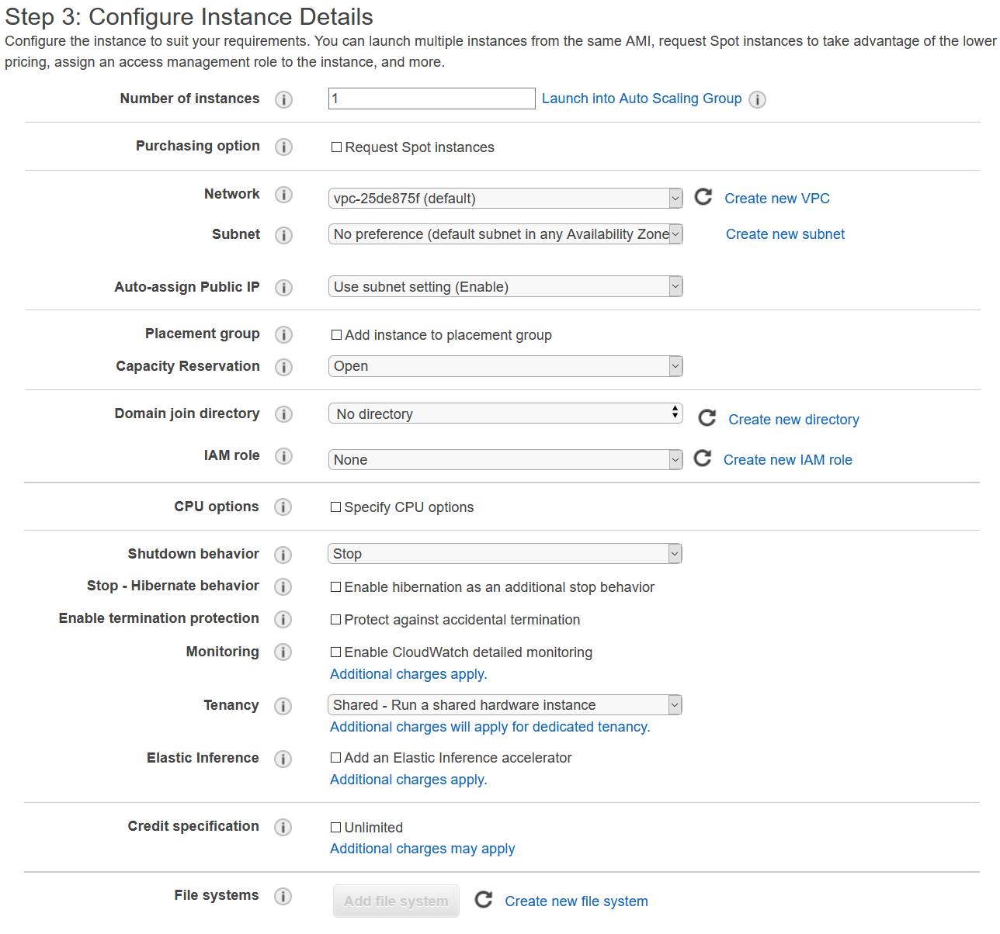 Step 3: Configure Instance Details
Configure the instance to suit your requirements. You can launch multiple instances from the same AMI, request Spot instances to take advantage of the lower
pricing, assign an access management role to the instance, and more.
Number of instances 1 Launch into Auto Scaling Group
Purchasing option Request Spot instances
Network vpc-25de875f (default) Create new VPC
Subnet No preference (default subnet in any Availability Zone Create new subnet
Auto-assign Public IP Use subnet setting (Enable)
Placement group Add instance to placement group
Capacity Reservation Open
Domain join directory No directory Create new directory
IAM role None Create new IAM role
CPU options Specify CPU options
Shutdown behavior Stop
Stop - Hibernate behavior Enable hibernation as an additional stop behavior
Enable termination protection Protect against accidental termination
Monitoring Enable CloudWatch detailed monitoring
Additional charges apply.
Tenancy Shared - Run a shared hardware instance
Additional charges will apply for dedicated tenancy.
Elastic Inference Add an Elastic Inference accelerator
Additional charges apply.
Credit specification Unlimited
Additional charges may apply
File systems Add file system Create new file system